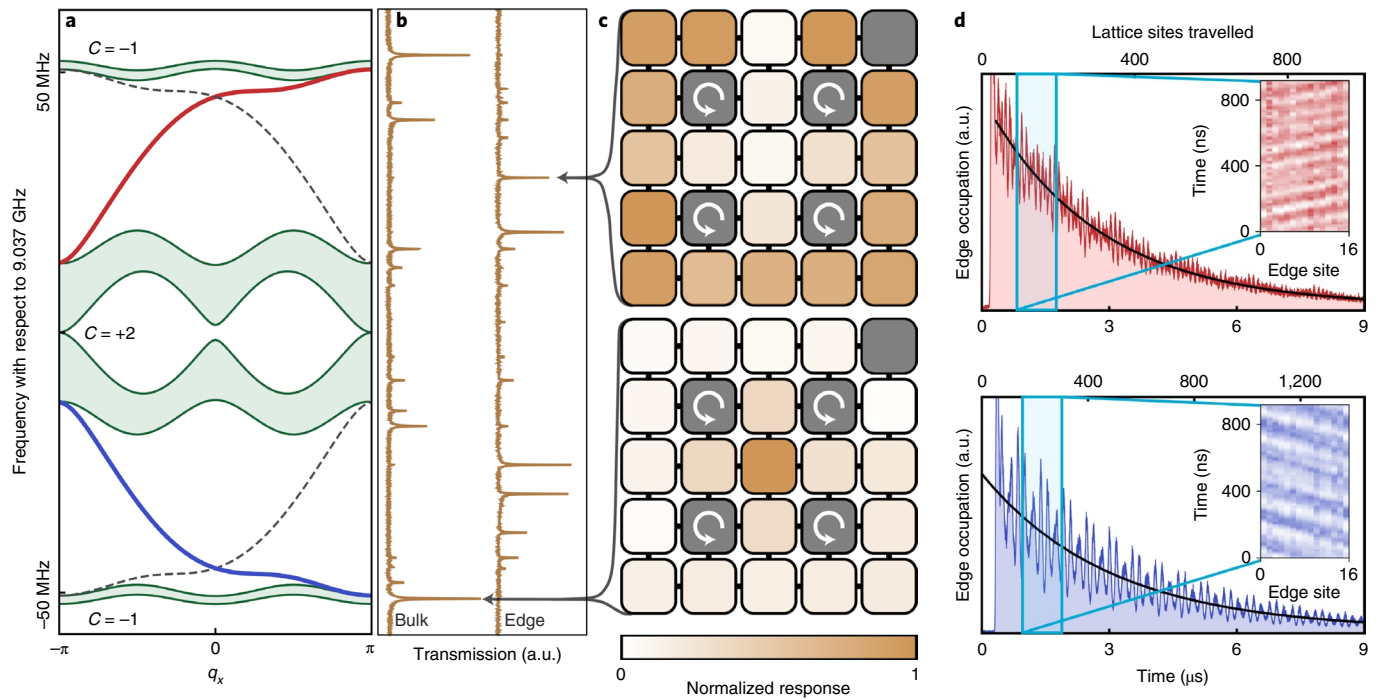 a
50 MHz
−50 MHz
Frequency with respect to 9.037 GHz
C = −1
C = +2
C = −1
−π
0
π
qx
b
Bulk
Edge
Transmission (a.u.)
c
0
1
Normalized response
d
Lattice sites travelled
0
400
800
Edge occupation (a.u.)
800
400
0
Time (ns)
0
16
Edge site
0
3
6
9
0
400
800
1,200
Edge occupation (a.u.)
800
400
0
Time (ns)
0
16
Edge site
0
3
6
9
Time (μs)